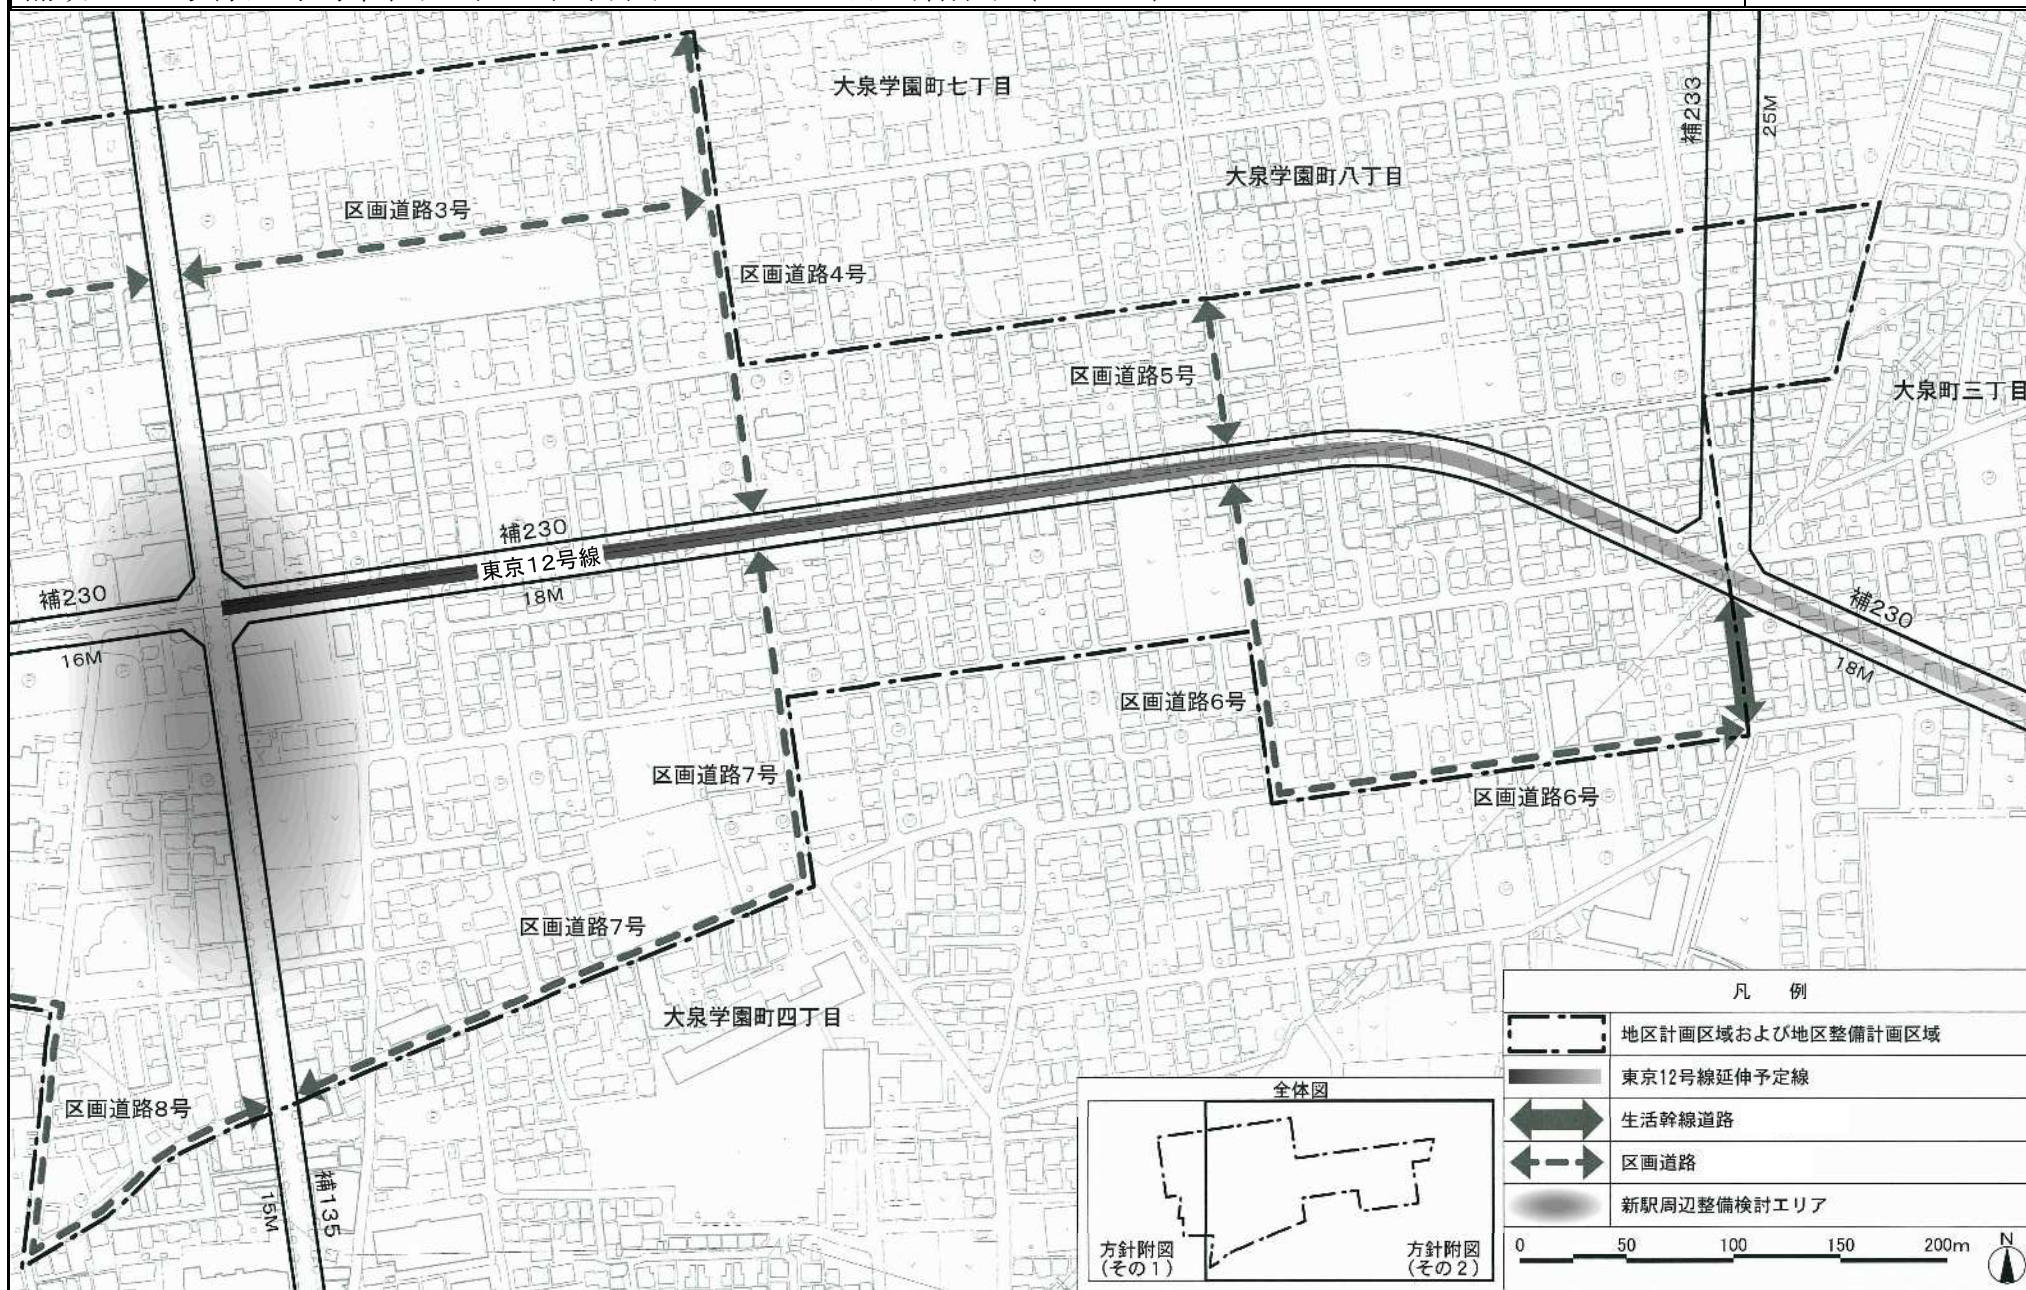 大泉学園町七丁目
補233
25M
大泉学園町八丁目
区画道路3号
区画道路4号
区画道路5号
大泉町三丁目
補230
東京12号線
18M
補230
16M
補230
18M
区画道路6号
区画道路7号
区画道路6号
区画道路7号
大泉学園町四丁目
区画道路8号
15M
補135
全体図
方針附図
(その1)
方針附図
(その2)
凡 例
地区計画区域および地区整備計画区域
東京12号線延伸予定線
生活幹線道路
区画道路
新駅周辺整備検討エリア
0 50 100 150 200m
N